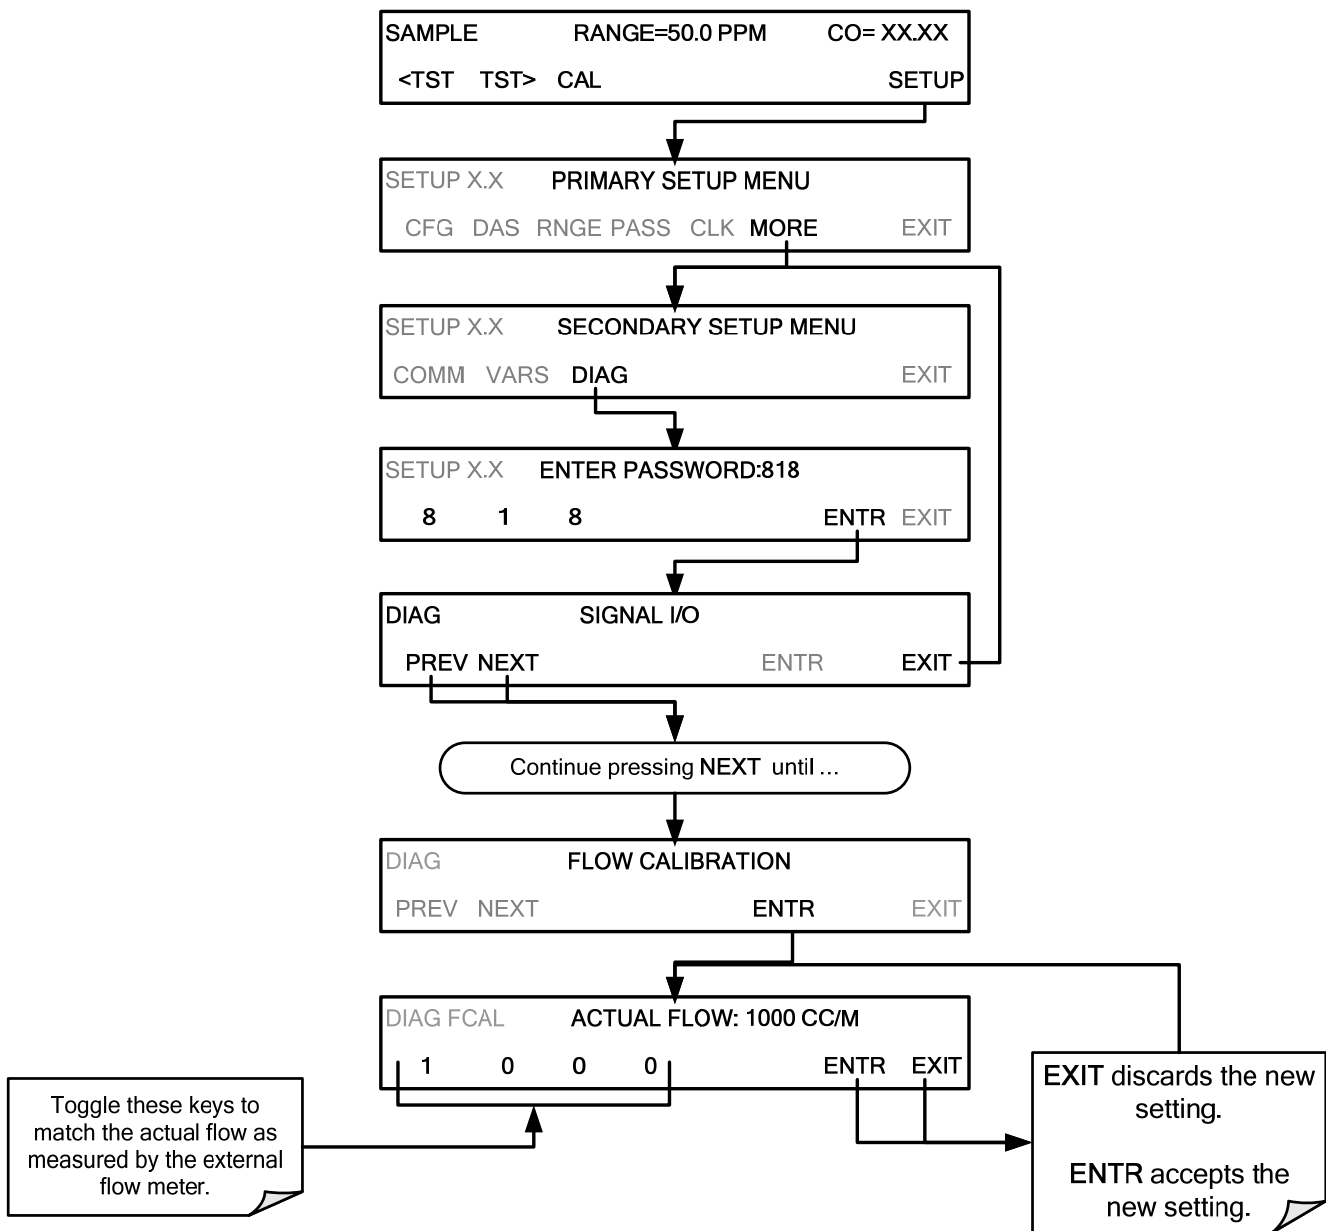 SAMPLE RANGE=50.0 PPM CO= XX.XX
<TST TST> CAL SETUP
SETUP X.X PRIMARY SETUP MENU
CFG DAS RNGE PASS CLK MORE EXIT
SETUP X.X SECONDARY SETUP MENU
COMM VARS DIAG EXIT
SETUP X.X ENTER PASSWORD:818
8 1 8 ENTR EXIT
DIAG SIGNAL I/O
PREV NEXT ENTR EXIT
Continue pressing NEXT until ...
DIAG FLOW CALIBRATION
PREV NEXT ENTR EXIT
DIAG FCAL ACTUAL FLOW: 1000 CC/M
1 0 0 0 ENTR EXIT
Toggle these keys to
match the actual flow as
measured by the external
flow meter.
EXIT discards the new
setting.
ENTR accepts the
new setting.